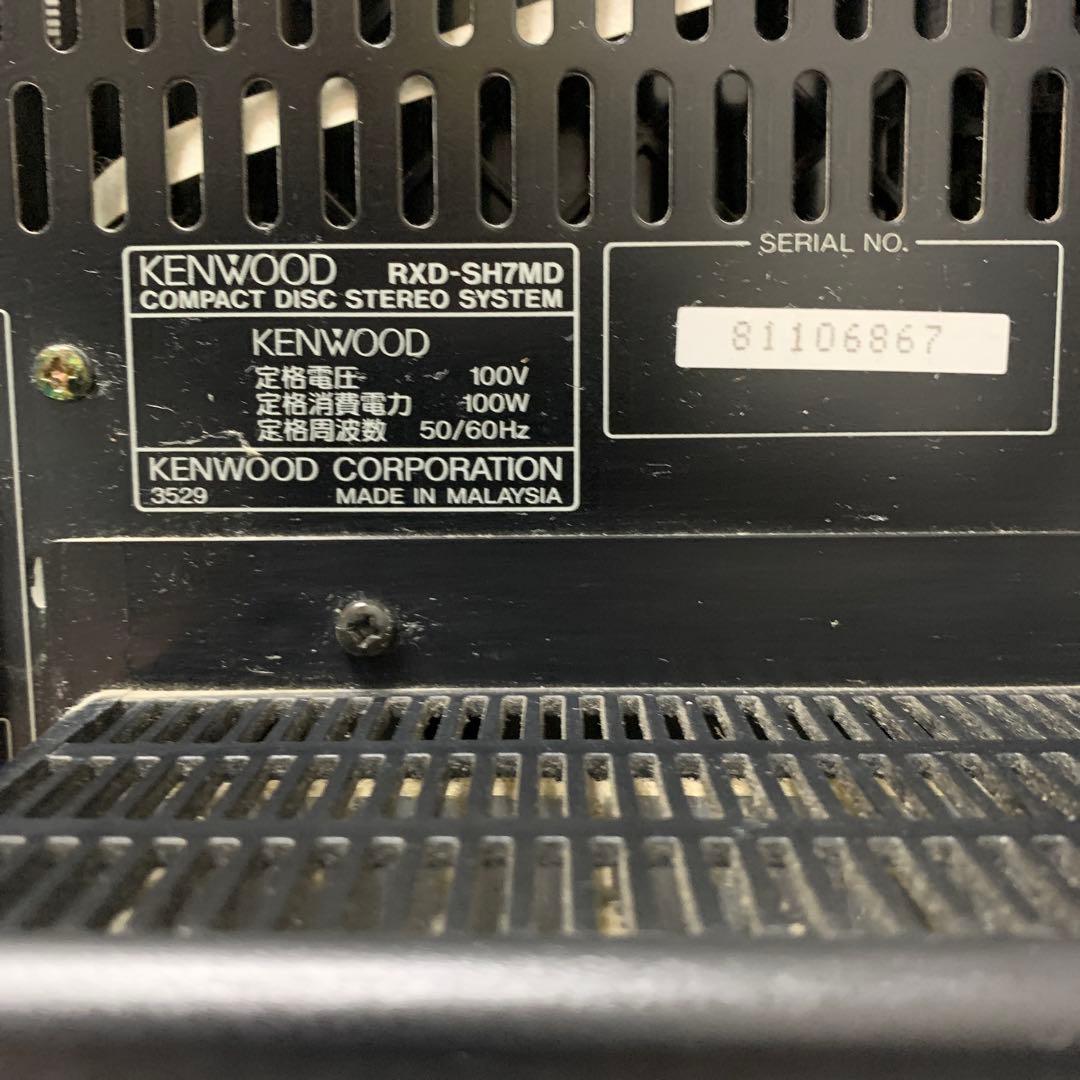 KENWOOD RXD-SH7MD
COMPACT DISC STEREO SYSTEM
KENWOOD
定格電圧 100V
定格消費電力 100W
定格周波数 50/60Hz
KENWOOD CORPORATION
3529 MADE IN MALAYSIA
SERIAL NO.
81106867